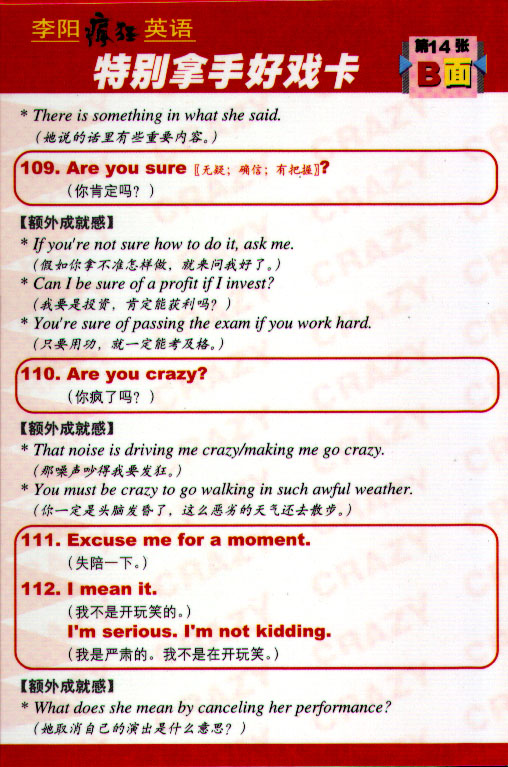 李阳疯狂英语
特别拿手好戏卡
第14张
B面
* There is something in what she said.
（她说的话里有些重要内容。）
109. Are you sure〖无疑；确信；有把握〗?
（你肯定吗？）
【额外成就感】
* If you're not sure how to do it, ask me.
（假如你拿不准怎样做，就来问我好了。）
* Can I be sure of a profit if I invest?
（我要是投资，肯定能获利吗？）
* You're sure of passing the exam if you work hard.
（只要用功，就一定能考及格。）
110. Are you crazy?
（你疯了吗？）
【额外成就感】
* That noise is driving me crazy/making me go crazy.
（那噪声吵得我要发狂。）
* You must be crazy to go walking in such awful weather.
（你一定是头脑发昏了，这么恶劣的天气还去散步。）
111. Excuse me for a moment.
（失陪一下。）
112. I mean it.
（我不是开玩笑的。）
I'm serious. I'm not kidding.
（我是严肃的。我不是在开玩笑。）
【额外成就感】
* What does she mean by canceling her performance?
（她取消自己的演出是什么意思？）